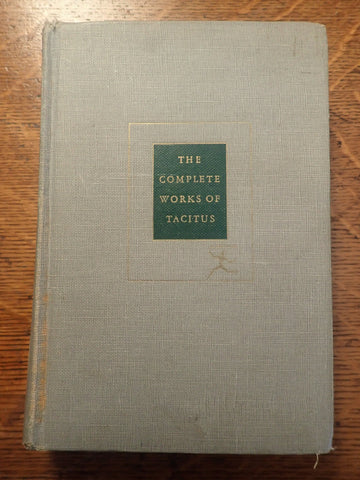 THE
COMPLETE
WORKS OF
TACITUS